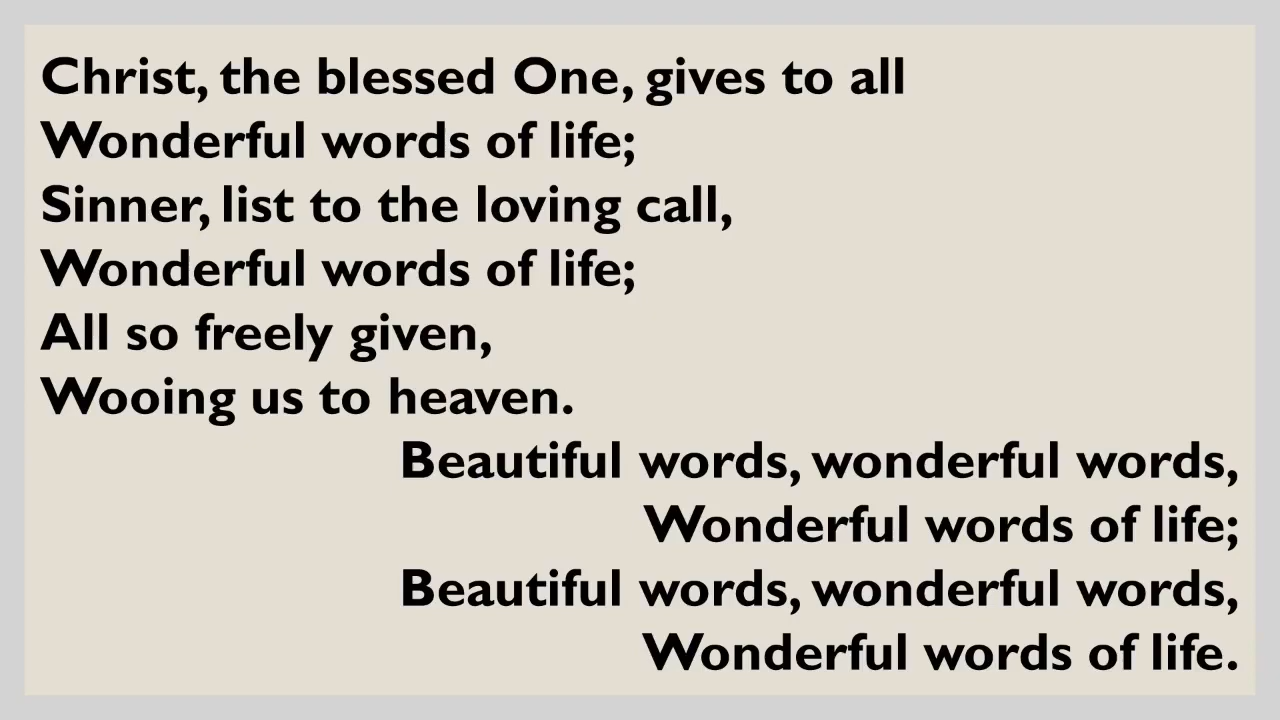 Christ, the blessed One, gives to all
Wonderful words of life;
Sinner, list to the loving call,
Wonderful words of life;
All so freely given,
Wooing us to heaven.
Beautiful words, wonderful words,
Wonderful words of life;
Beautiful words, wonderful words,
Wonderful words of life.